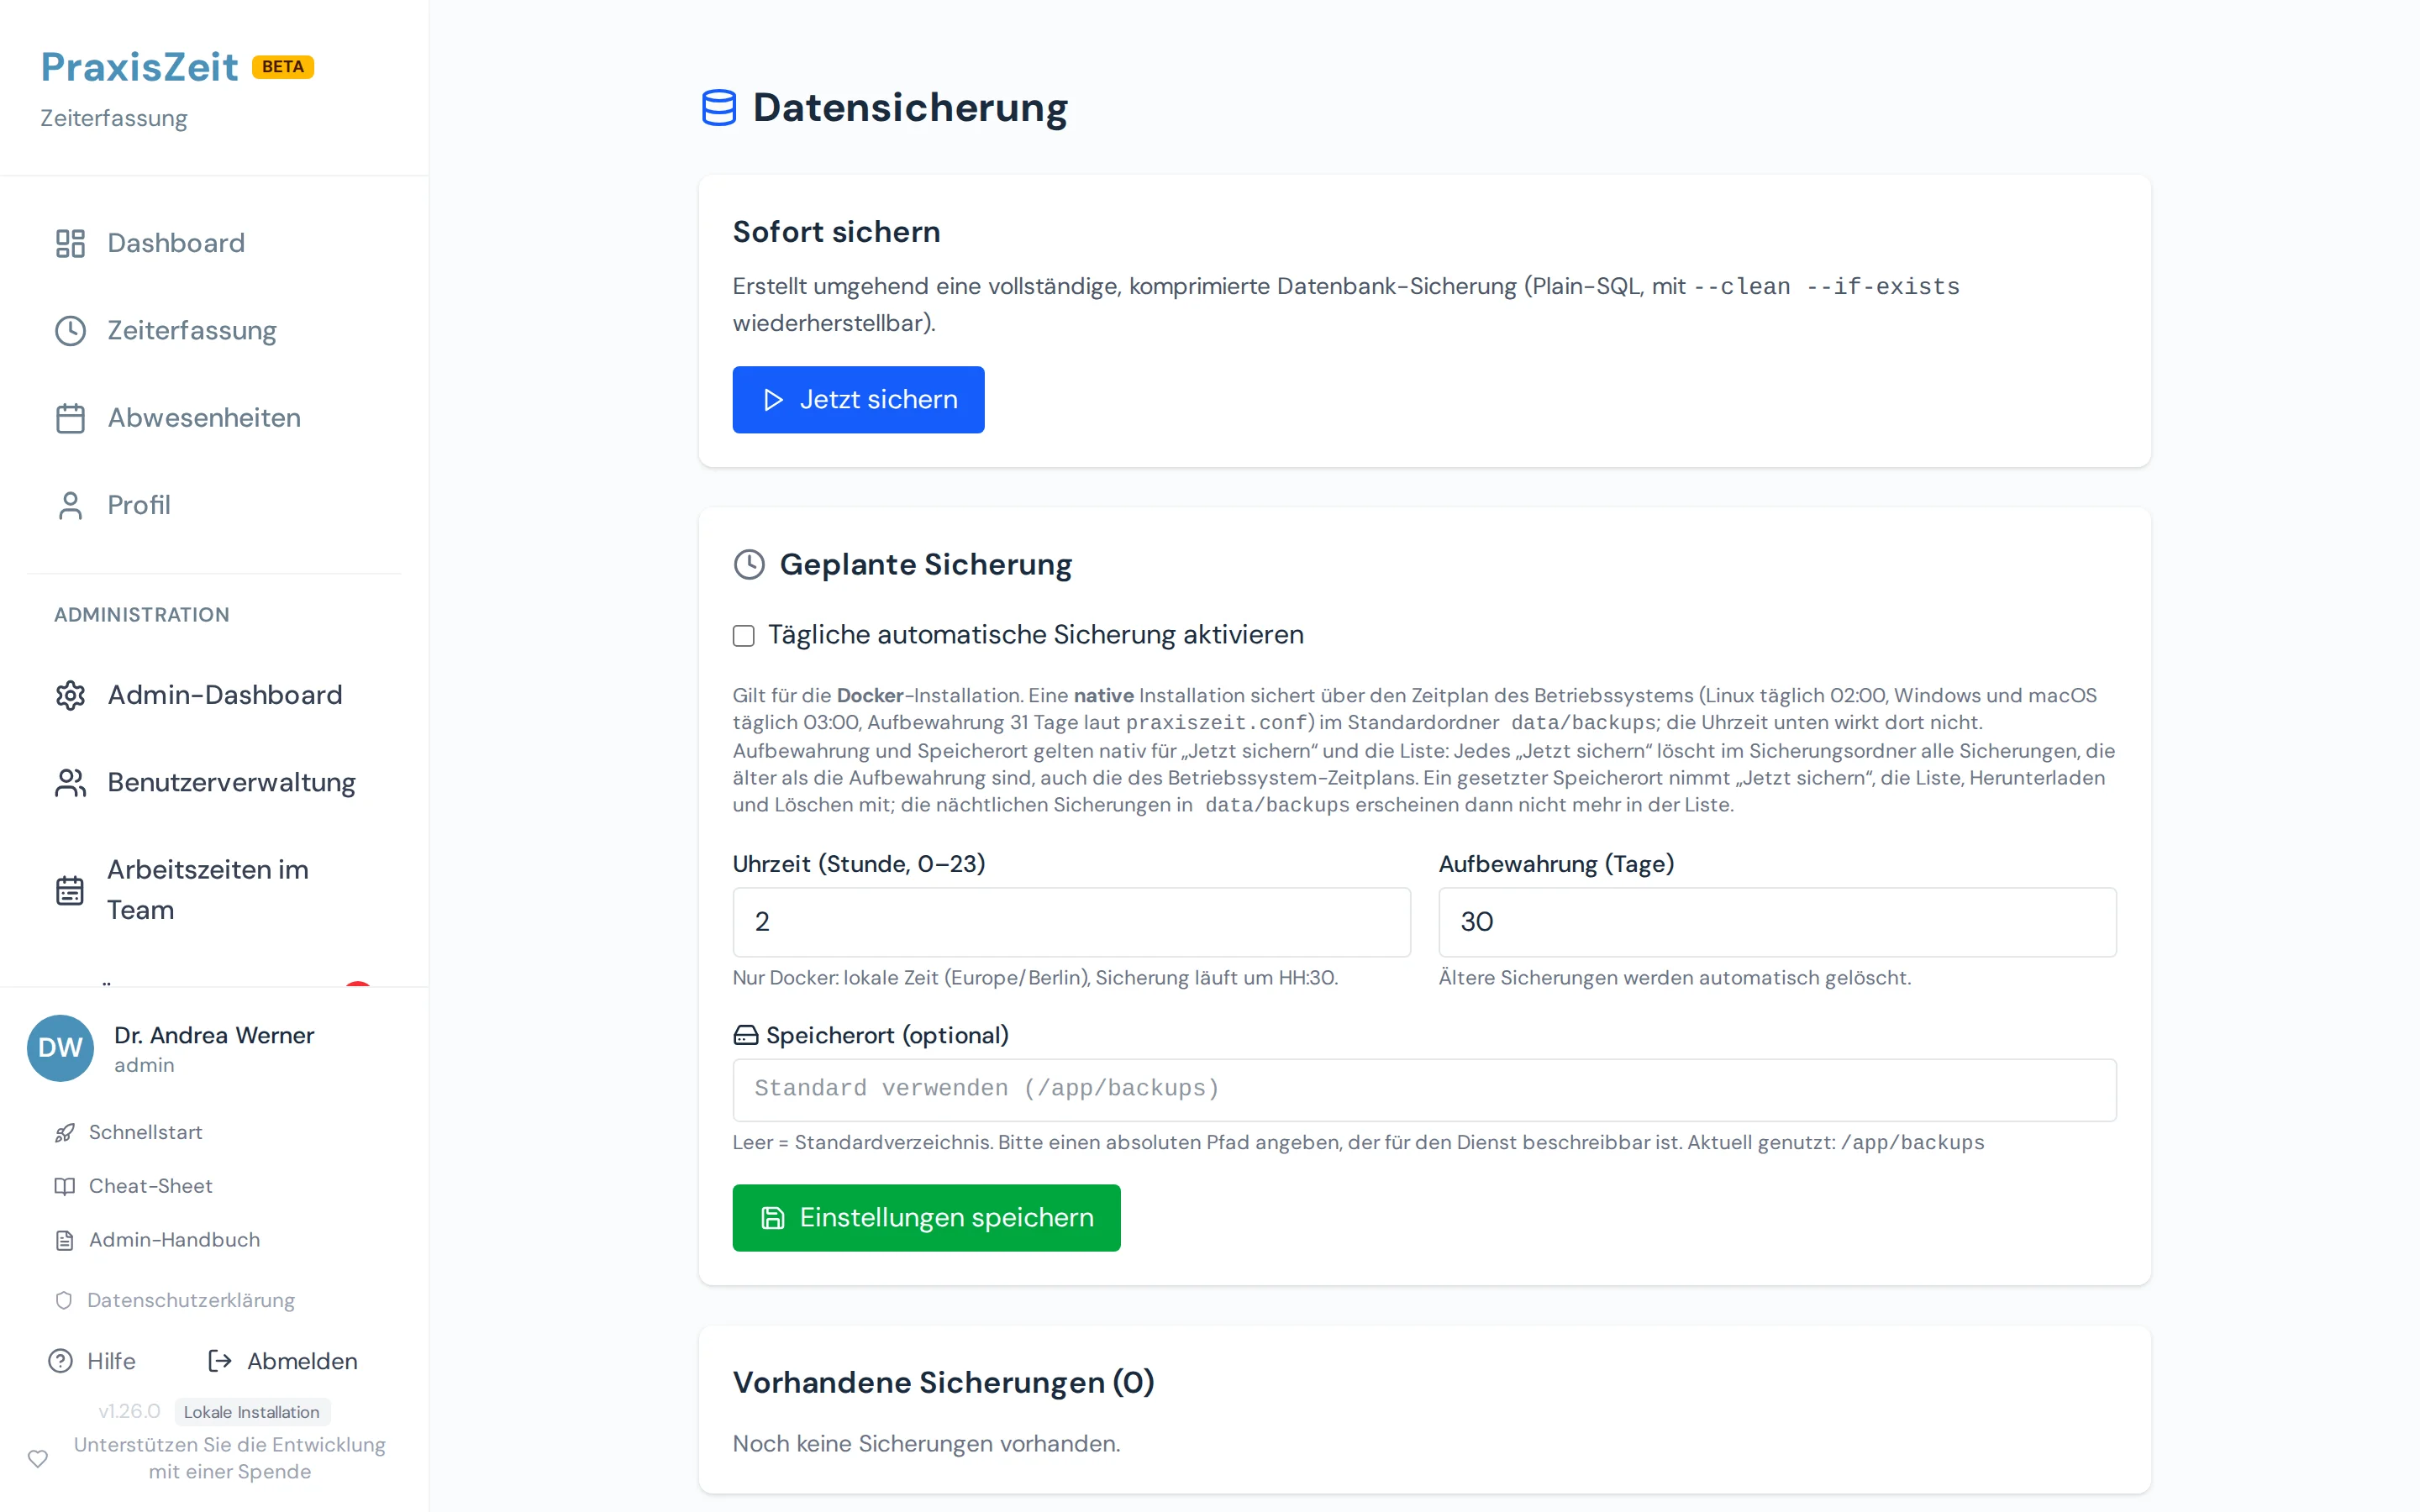 PraxisZeit BETA
Zeiterfassung
Dashboard
Zeiterfassung
Abwesenheiten
Profil
ADMINISTRATION
Admin-Dashboard
Benutzerverwaltung
Arbeitszeiten im
Team
DW
Dr. Andrea Werner
admin
Schnellstart
Cheat-Sheet
Admin-Handbuch
Datenschutzerklärung
Hilfe
Abmelden
v1.26.0 Lokale Installation
Unterstützen Sie die Entwicklung
mit einer Spende
Datensicherung
Sofort sichern
Erstellt umgehend eine vollständige, komprimierte Datenbank-Sicherung (Plain-SQL, mit --clean --if-exists
wiederherstellbar).
Jetzt sichern
Geplante Sicherung
Tägliche automatische Sicherung aktivieren
Gilt für die Docker-Installation. Eine native Installation sichert über den Zeitplan des Betriebssystems (Linux täglich 02:00, Windows und macOS
täglich 03:00, Aufbewahrung 31 Tage laut praxiszeit.conf) im Standardordner data/backups; die Uhrzeit unten wirkt dort nicht.
Aufbewahrung und Speicherort gelten nativ für „Jetzt sichern“ und die Liste: Jedes „Jetzt sichern“ löscht im Sicherungsordner alle Sicherungen, die
älter als die Aufbewahrung sind, auch die des Betriebssystem-Zeitplans. Ein gesetzter Speicherort nimmt „Jetzt sichern“, die Liste, Herunterladen
und Löschen mit; die nächtlichen Sicherungen in data/backups erscheinen dann nicht mehr in der Liste.
Uhrzeit (Stunde, 0–23)
2
Nur Docker: lokale Zeit (Europe/Berlin), Sicherung läuft um HH:30.
Aufbewahrung (Tage)
30
Ältere Sicherungen werden automatisch gelöscht.
Speicherort (optional)
Standard verwenden (/app/backups)
Leer = Standardverzeichnis. Bitte einen absoluten Pfad angeben, der für den Dienst beschreibbar ist. Aktuell genutzt: /app/backups
Einstellungen speichern
Vorhandene Sicherungen (0)
Noch keine Sicherungen vorhanden.